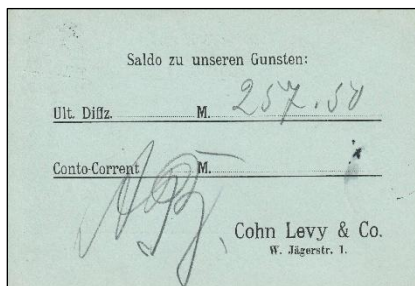 Saldo zu unseren Gunsten:
Ult. Diffz. M. 257.50
Conto-Corrent M.
Cohn Levy & Co.
W. Jägerstr. 1.